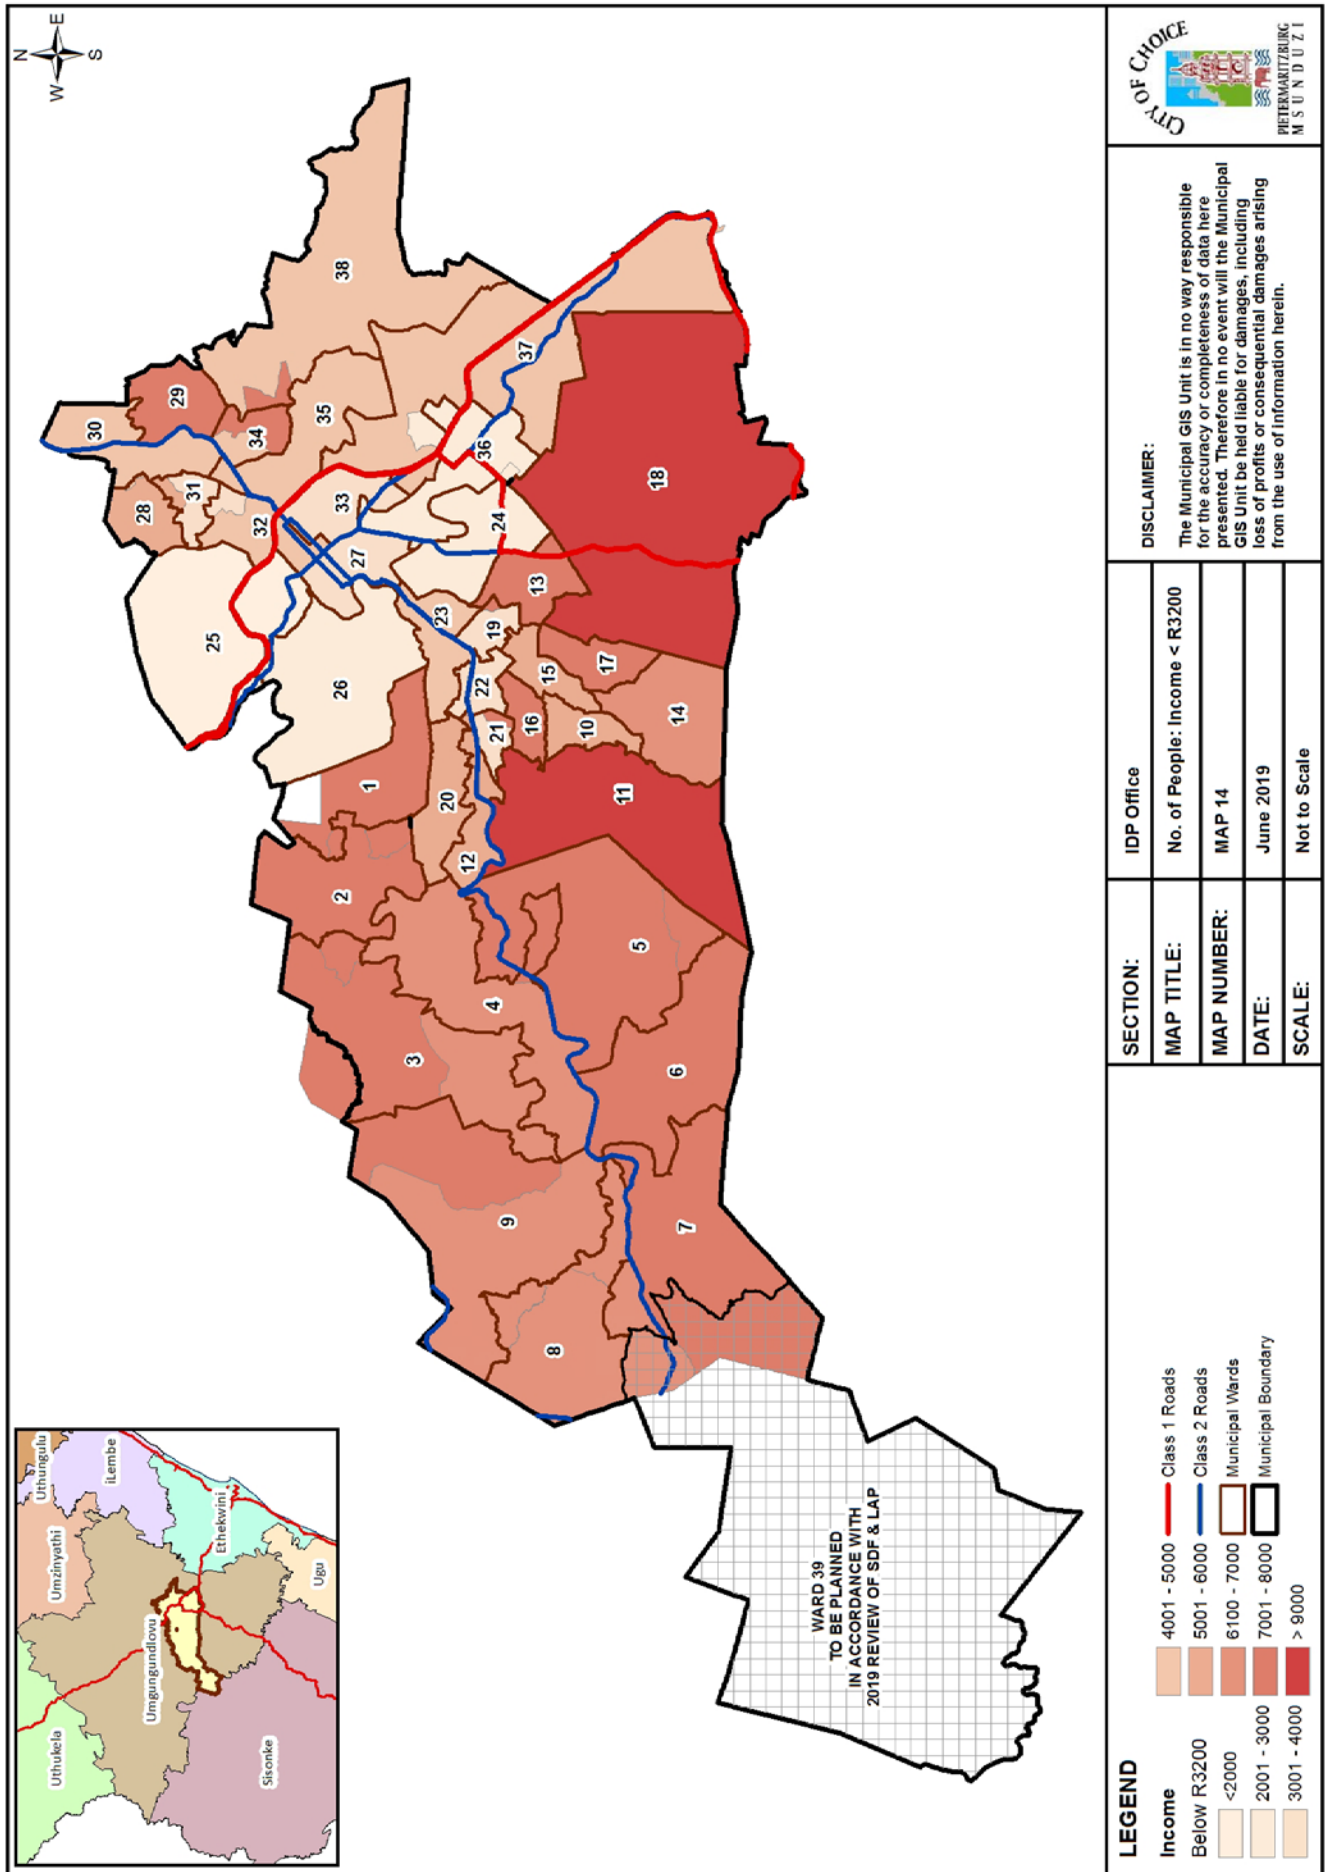 N
W
E
S
Uthungulu
Umzinyathi
iLembe
Uthukela
Umgungundlovu
Ethekwini
Ugu
Sisonke
30
29
38
28
31
34
35
32
25
33
37
27
36
26
24
18
23
13
19
22
15
17
1
21
16
10
14
20
11
2
12
3
4
5
6
9
7
8
WARD 39
TO BE PLANNED
IN ACCORDANCE WITH
2019 REVIEW OF SDF & LAP
LEGEND
Income
Below R3200
<2000
2001 - 3000
3001 - 4000
4001 - 5000
5001 - 6000
6100 - 7000
7001 - 8000
> 9000
Class 1 Roads
Class 2 Roads
Municipal Wards
Municipal Boundary
SECTION: IDP Office
MAP TITLE: No. of People: Income < R3200
MAP NUMBER: MAP 14
DATE: June 2019
SCALE: Not to Scale
DISCLAIMER:
The Municipal GIS Unit is in no way responsible
for the accuracy or completeness of data here
presented. Therefore in no event will the Municipal
GIS Unit be held liable for damages, including
loss of profits or consequential damages arising
from the use of information herein.
CITY OF CHOICE
PIETERMARITZBURG
MSUNDUZI